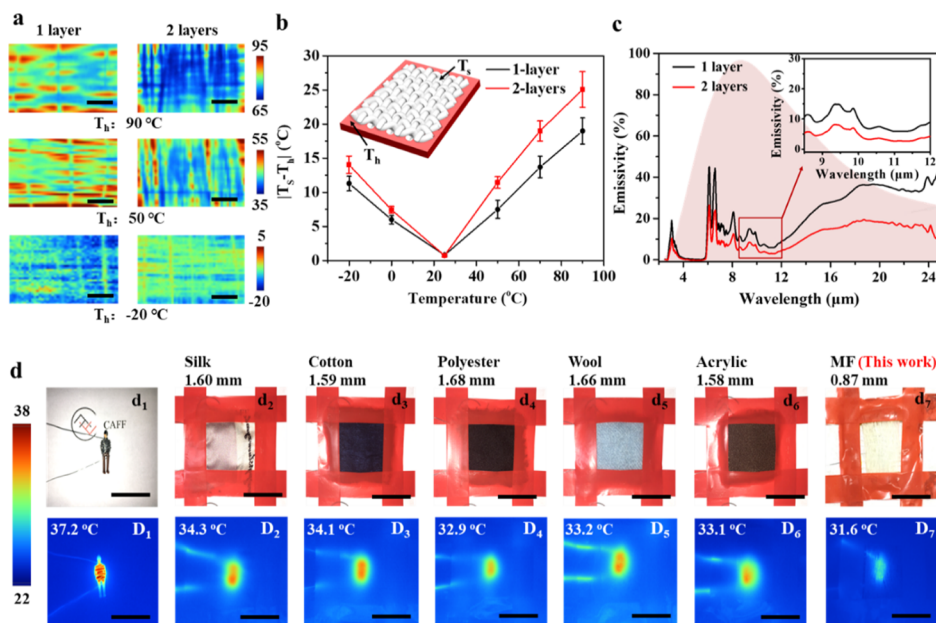 a
1 layer
2 layers
95
65
Th: 90 °C
55
35
Th: 50 °C
5
-20
Th: -20 °C
b
30
25
20
15
10
5
0
|TS-Th| (°C)
Ts
Th
1-layer
2-layers
-20
0
20
40
60
80
100
Temperature (°C)
c
100
80
60
40
20
0
Emissivity (%)
1 layer
2 layers
30
25
20
15
10
5
0
Emissivity (%)
9
10
11
12
Wavelength (μm)
4
8
12
16
20
24
Wavelength (μm)
d
38
22
d1
CAFF
Silk
1.60 mm
d2
Cotton
1.59 mm
d3
Polyester
1.68 mm
d4
Wool
1.66 mm
d5
Acrylic
1.58 mm
d6
MF (This work)
0.87 mm
d7
37.2 °C D1
34.3 °C D2
34.1 °C D3
32.9 °C D4
33.2 °C D5
33.1 °C D6
31.6 °C D7